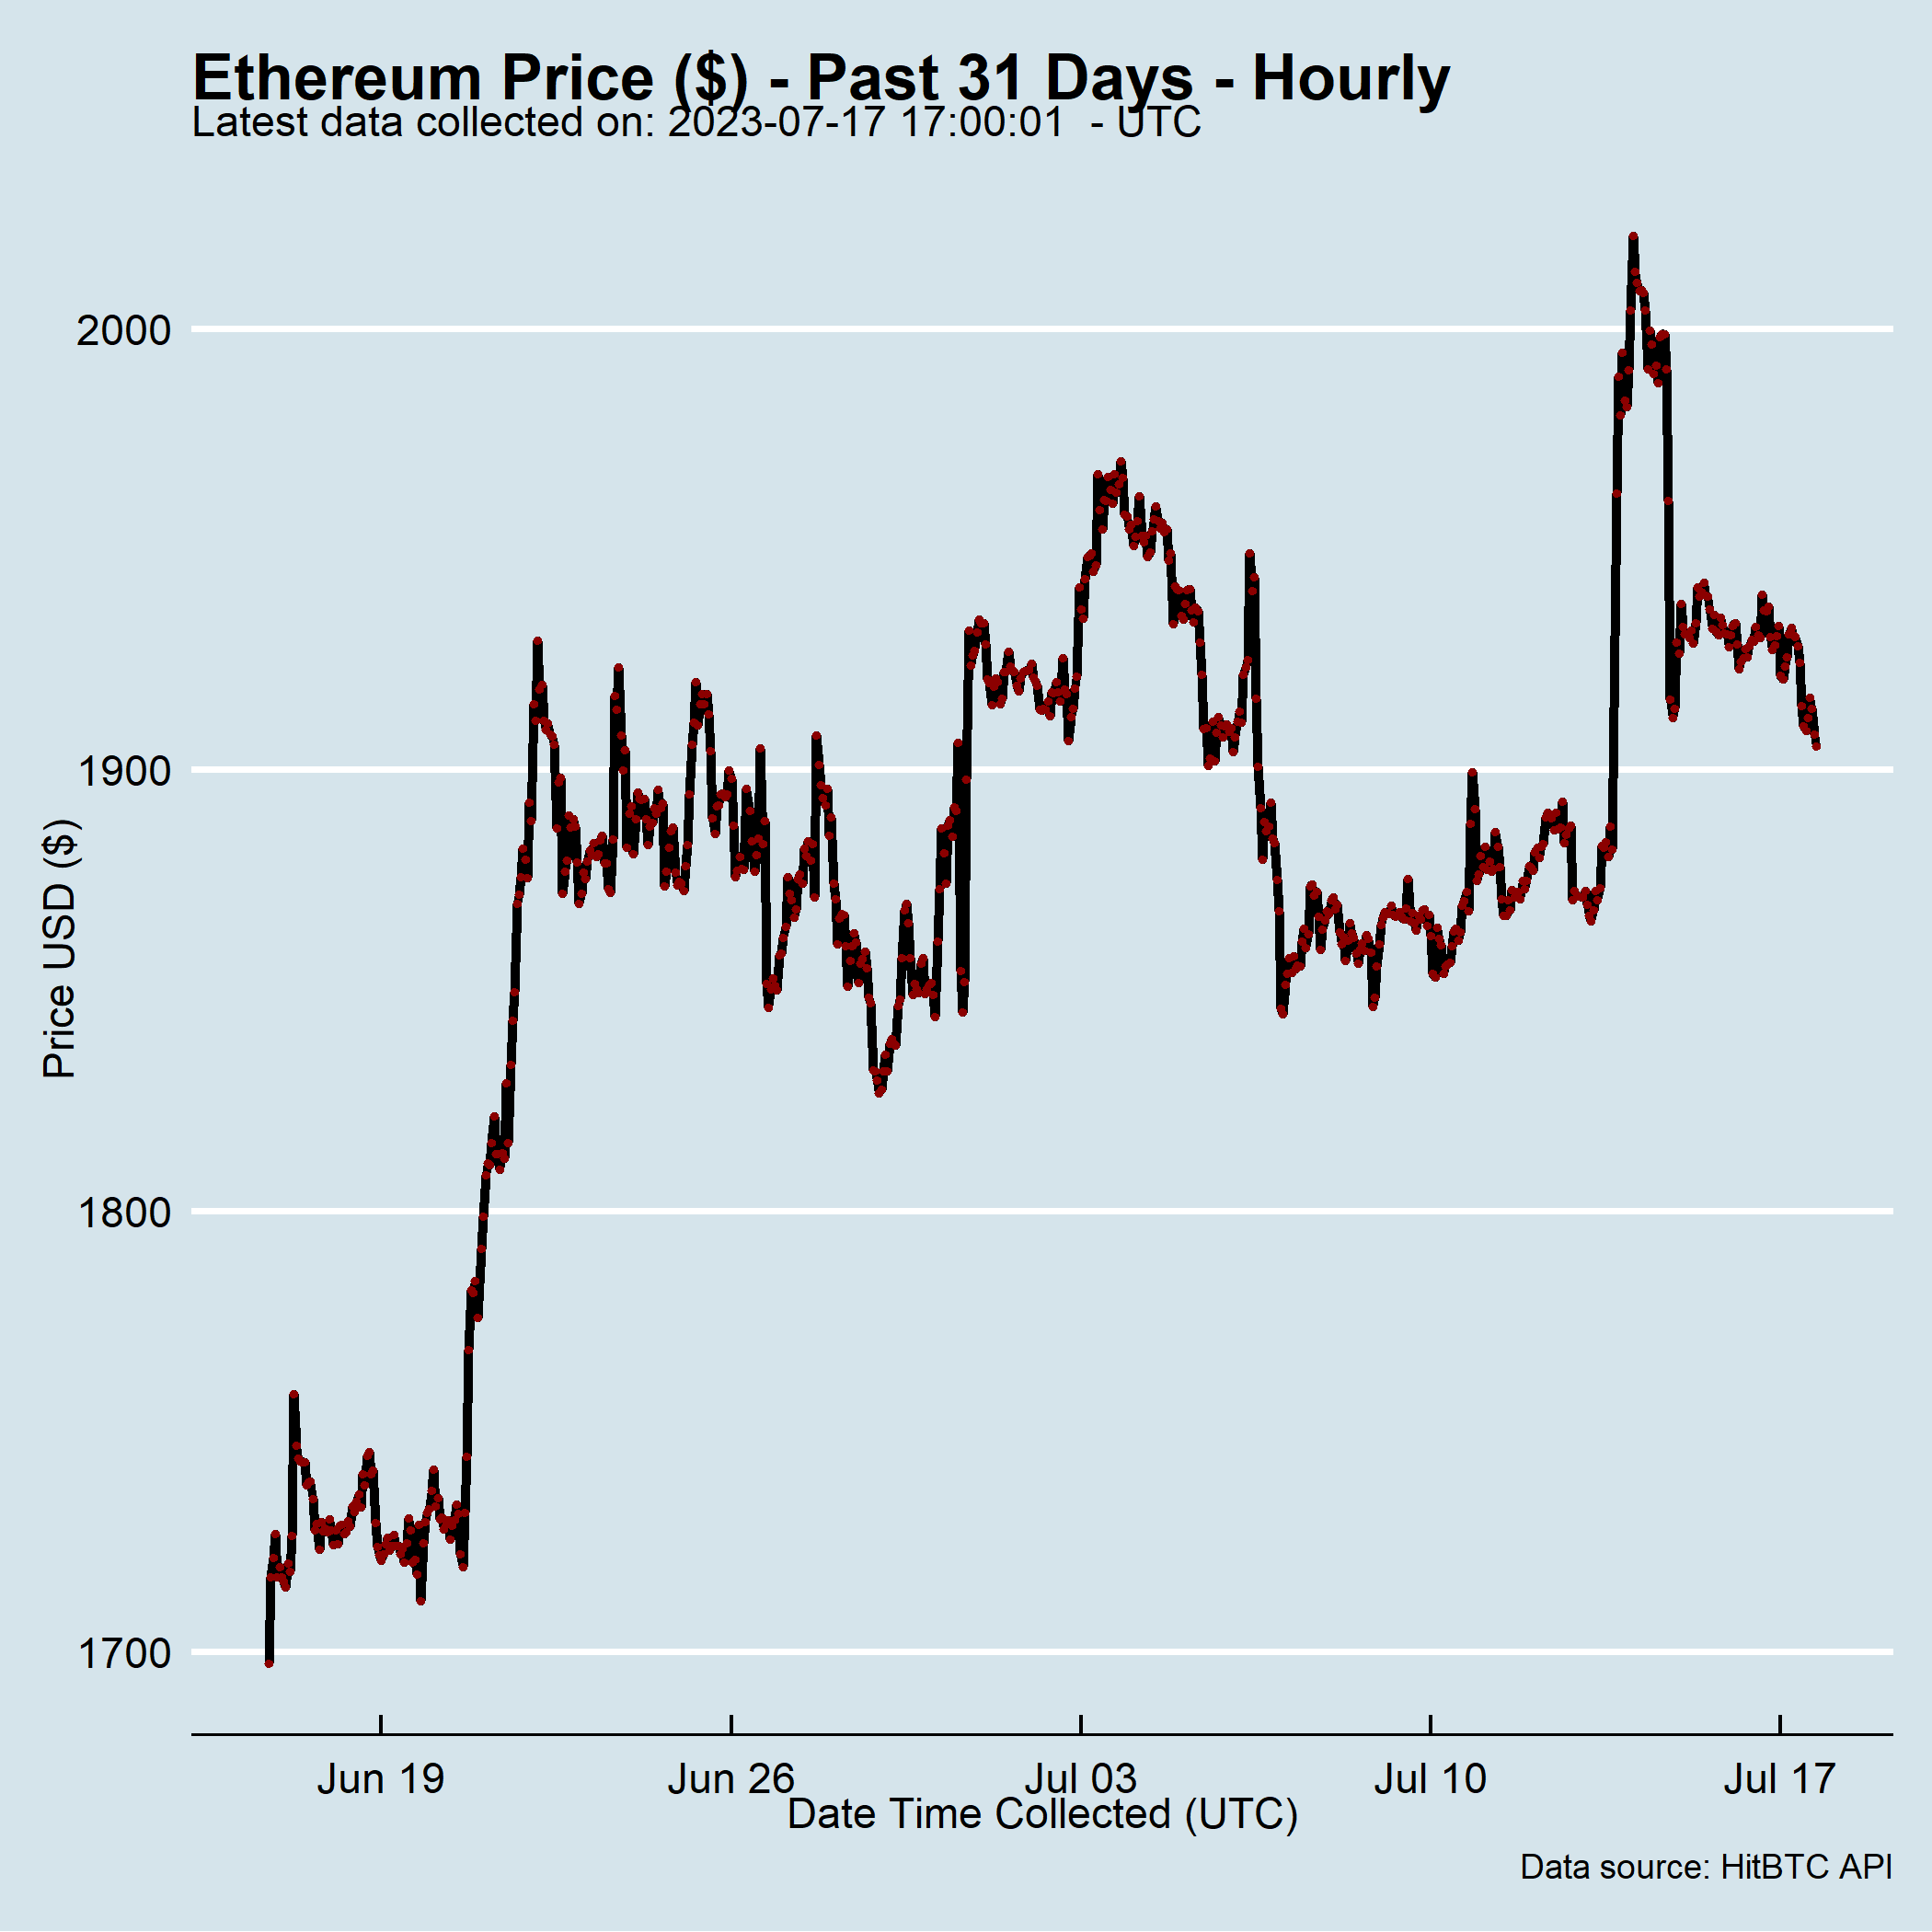 Ethereum Price ($) - Past 31 Days - Hourly
Latest data collected on: 2023-07-17 17:00:01  - UTC
2000
1900
1800
1700
Price USD ($)
Jun 19 Jun 26 Jul 03 Jul 10 Jul 17
Date Time Collected (UTC)
Data source: HitBTC API